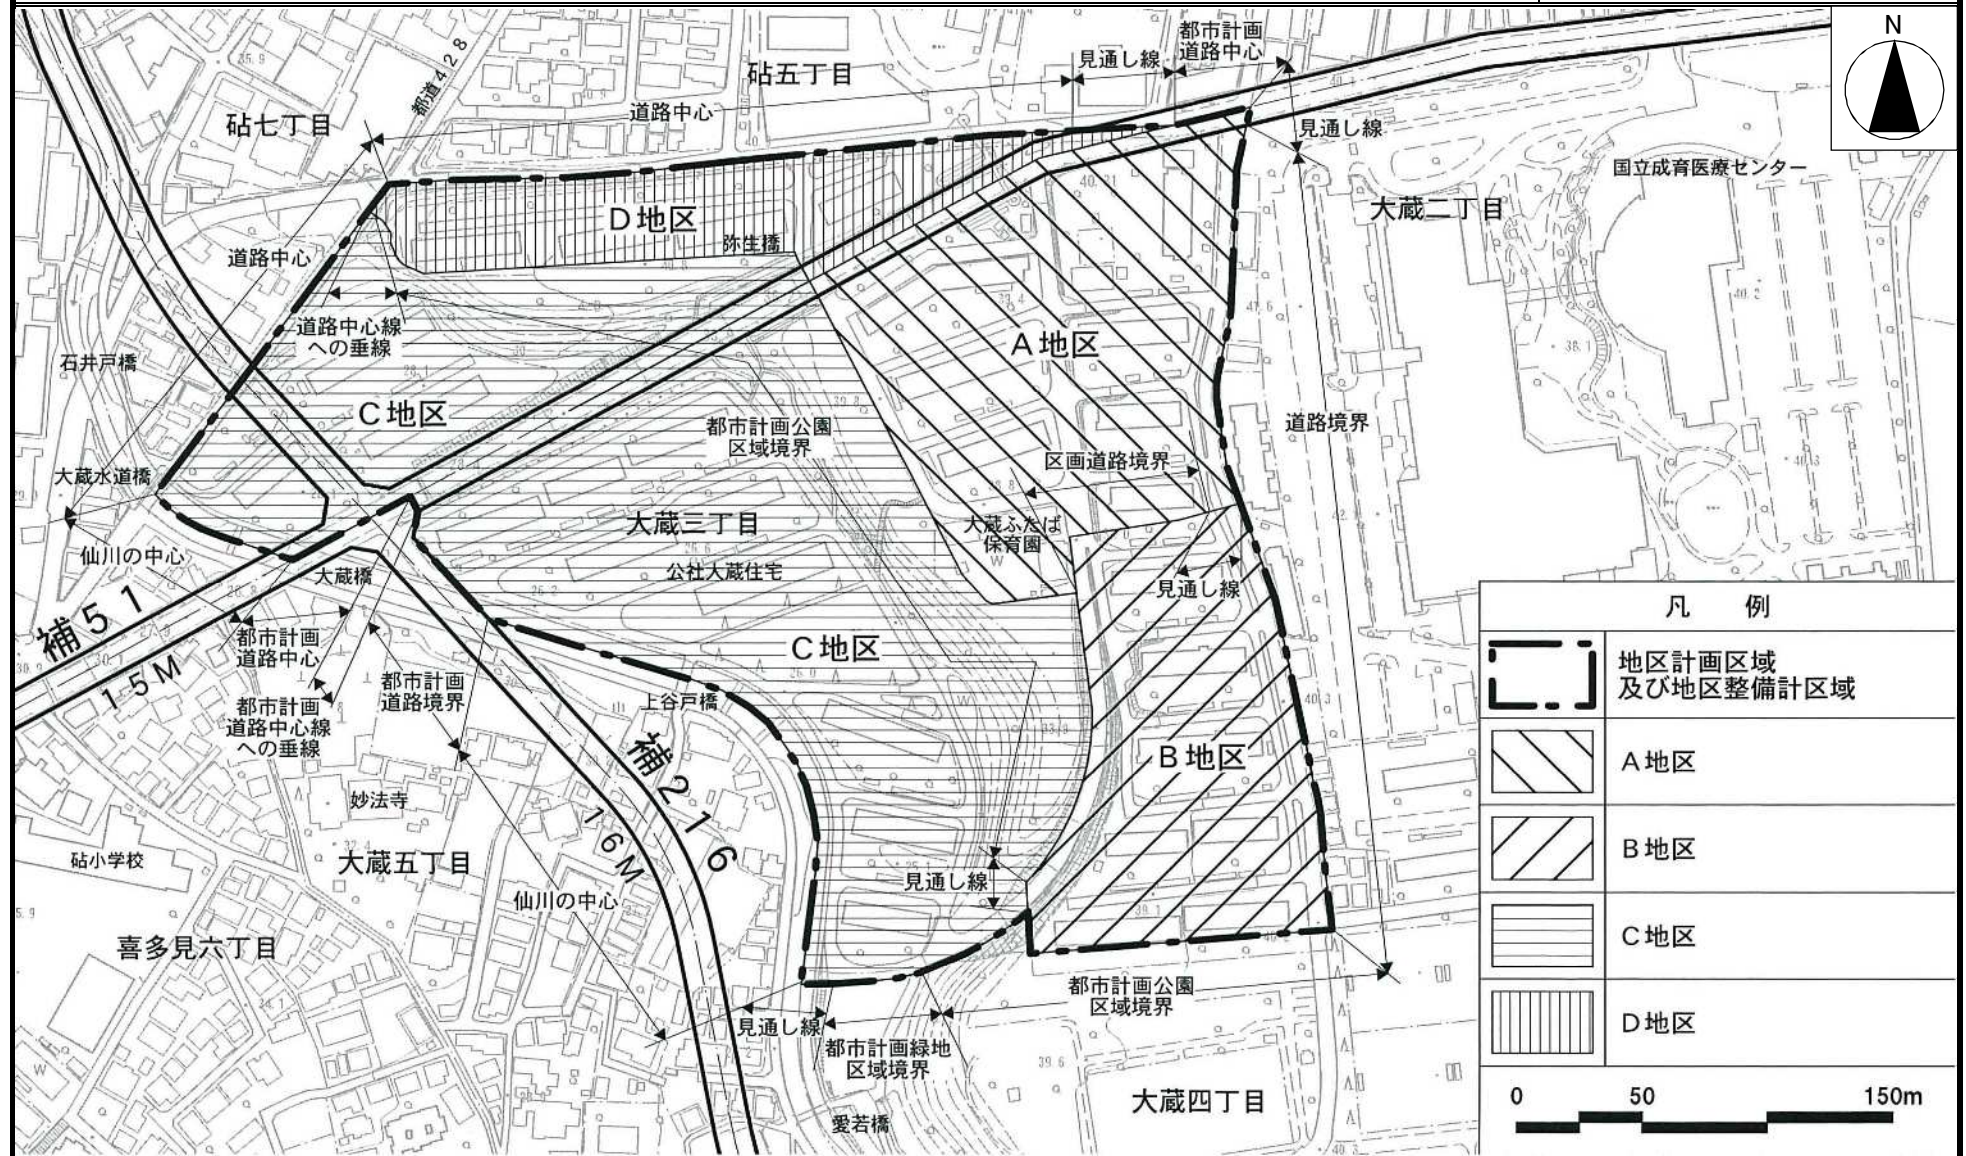 N
都市計画
道路中心
見通し線
砧五丁目
都道428
道路中心
砧七丁目
見通し線
国立成育医療センター
大蔵二丁目
D地区
弥生橋
道路中心
道路中心線
への垂線
A地区
石井戸橋
C地区
都市計画公園
区域境界
道路境界
区画道路境界
大蔵水道橋
大蔵三丁目
大蔵ふたば
保育園
仙川の中心
大蔵橋
公社大蔵住宅
見通し線
補51
15M
都市計画
道路中心
都市計画
道路境界
都市計画
道路中心線
への垂線
C地区
上谷戸橋
補216
16M
B地区
妙法寺
砧小学校
大蔵五丁目
見通し線
仙川の中心
喜多見六丁目
都市計画公園
区域境界
見通し線
都市計画緑地
区域境界
愛若橋
大蔵四丁目
凡 例
地区計画区域
及び地区整備計区域
A地区
B地区
C地区
D地区
0 50 150m